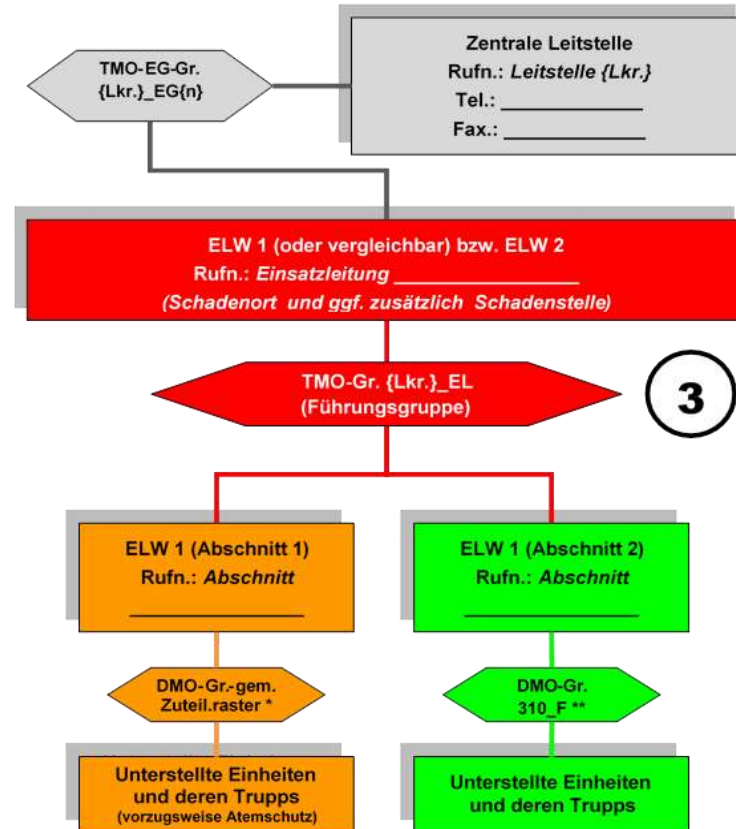 TMO-EG-Gr.
{Lkr.}_EG{n}
Zentrale Leitstelle
Rufn.: Leitstelle {Lkr.}
Tel.: _______________
Fax.: _______________
ELW 1 (oder vergleichbar) bzw. ELW 2
Rufn.: Einsatzleitung __________________
(Schadenort und ggf. zusätzlich Schadenstelle)
TMO-Gr. {Lkr.}_EL
(Führungsgruppe)
3
ELW 1 (Abschnitt 1)
Rufn.: Abschnitt
__________________
ELW 1 (Abschnitt 2)
Rufn.: Abschnitt
__________________
DMO-Gr.-gem.
Zuteil.raster *
DMO-Gr.
310_F **
Unterstellte Einheiten
und deren Trupps
(vorzugsweise Atemschutz)
Unterstellte Einheiten
und deren Trupps